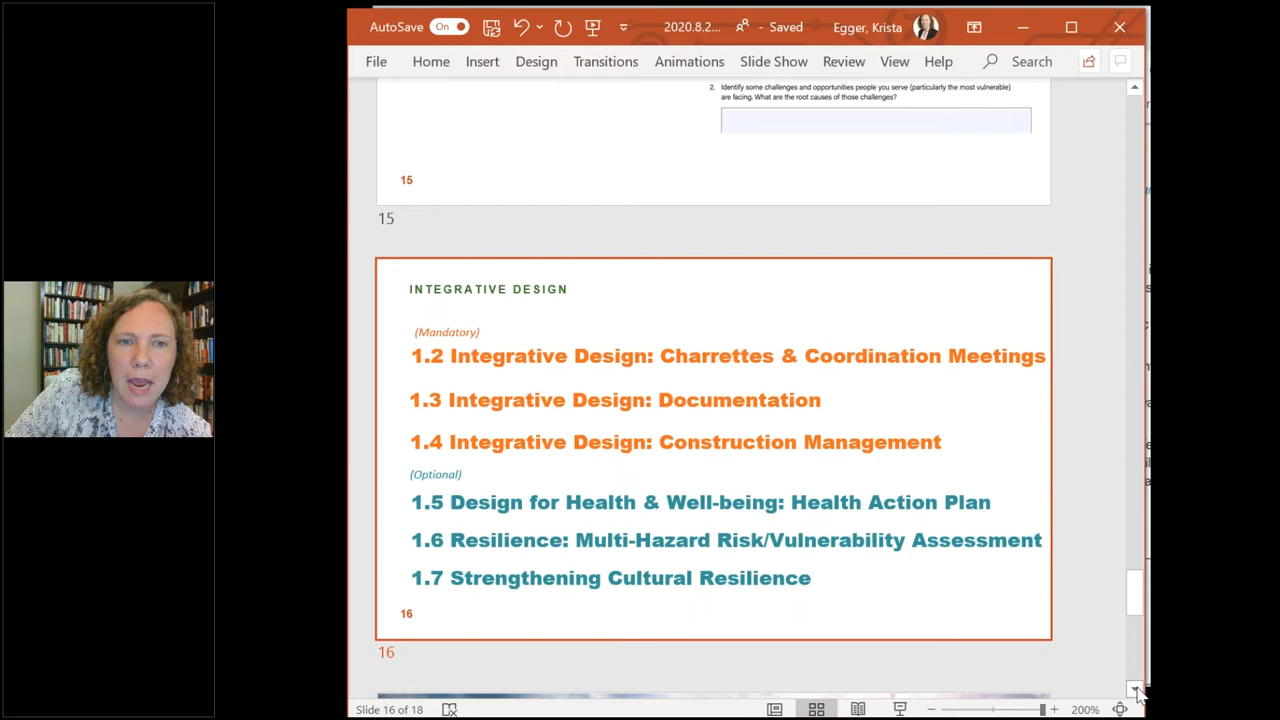 AutoSave On 2020.8.2... - Saved Egger, Krista
File Home Insert Design Transitions Animations Slide Show Review View Help Search
2. Identify some challenges and opportunities people you serve (particularly the most vulnerable)
are facing. What are the root causes of those challenges?
15
15
INTEGRATIVE DESIGN
(Mandatory)
1.2 Integrative Design: Charrettes & Coordination Meetings
1.3 Integrative Design: Documentation
1.4 Integrative Design: Construction Management
(Optional)
1.5 Design for Health & Well-being: Health Action Plan
1.6 Resilience: Multi-Hazard Risk/Vulnerability Assessment
1.7 Strengthening Cultural Resilience
16
16
Slide 16 of 18 200%